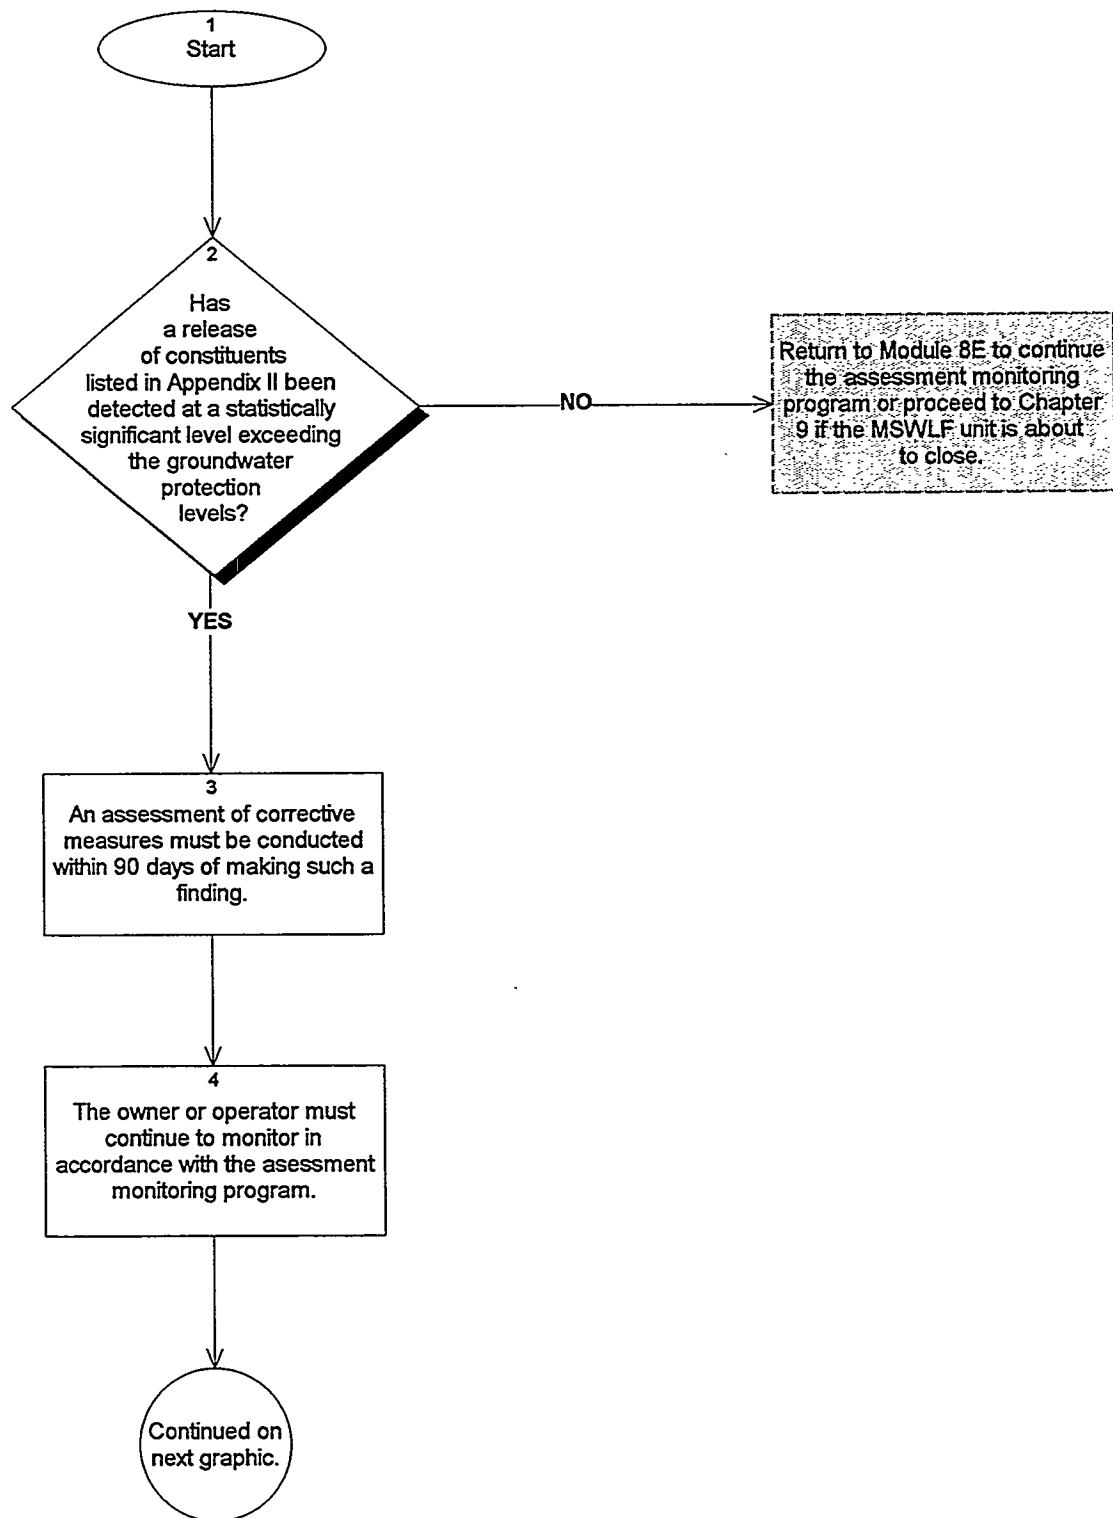 1
Start
2
Has
a release
of constituents
listed in Appendix II been
detected at a statistically
significant level exceeding
the groundwater
protection
levels?
NO
Return to Module 8E to continue
the assessment monitoring
program or proceed to Chapter
9 if the MSWLF unit is about
to close.
YES
3
An assessment of corrective
measures must be conducted
within 90 days of making such a
finding.
4
The owner or operator must
continue to monitor in
accordance with the asessment
monitoring program.
Continued on
next graphic.